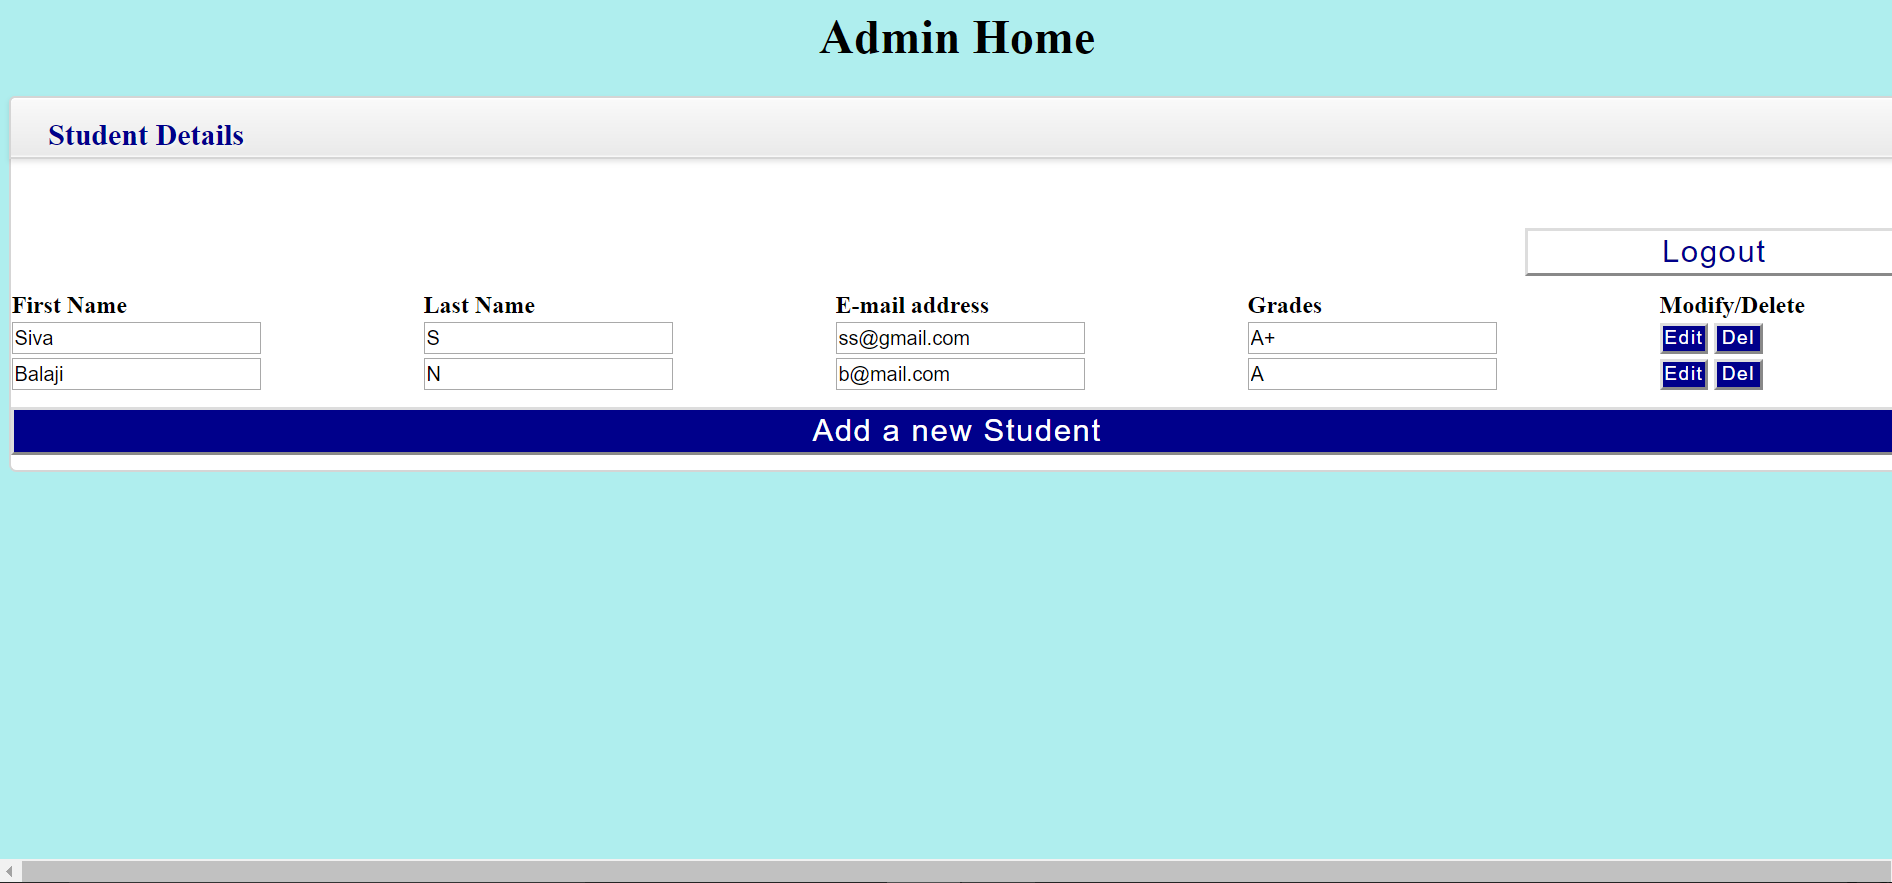 Admin Home
Student Details
Logout
First Name Last Name E-mail address Grades Modify/Delete
Siva S ss@gmail.com A+ Edit Del
Balaji N b@mail.com A Edit Del
Add a new Student